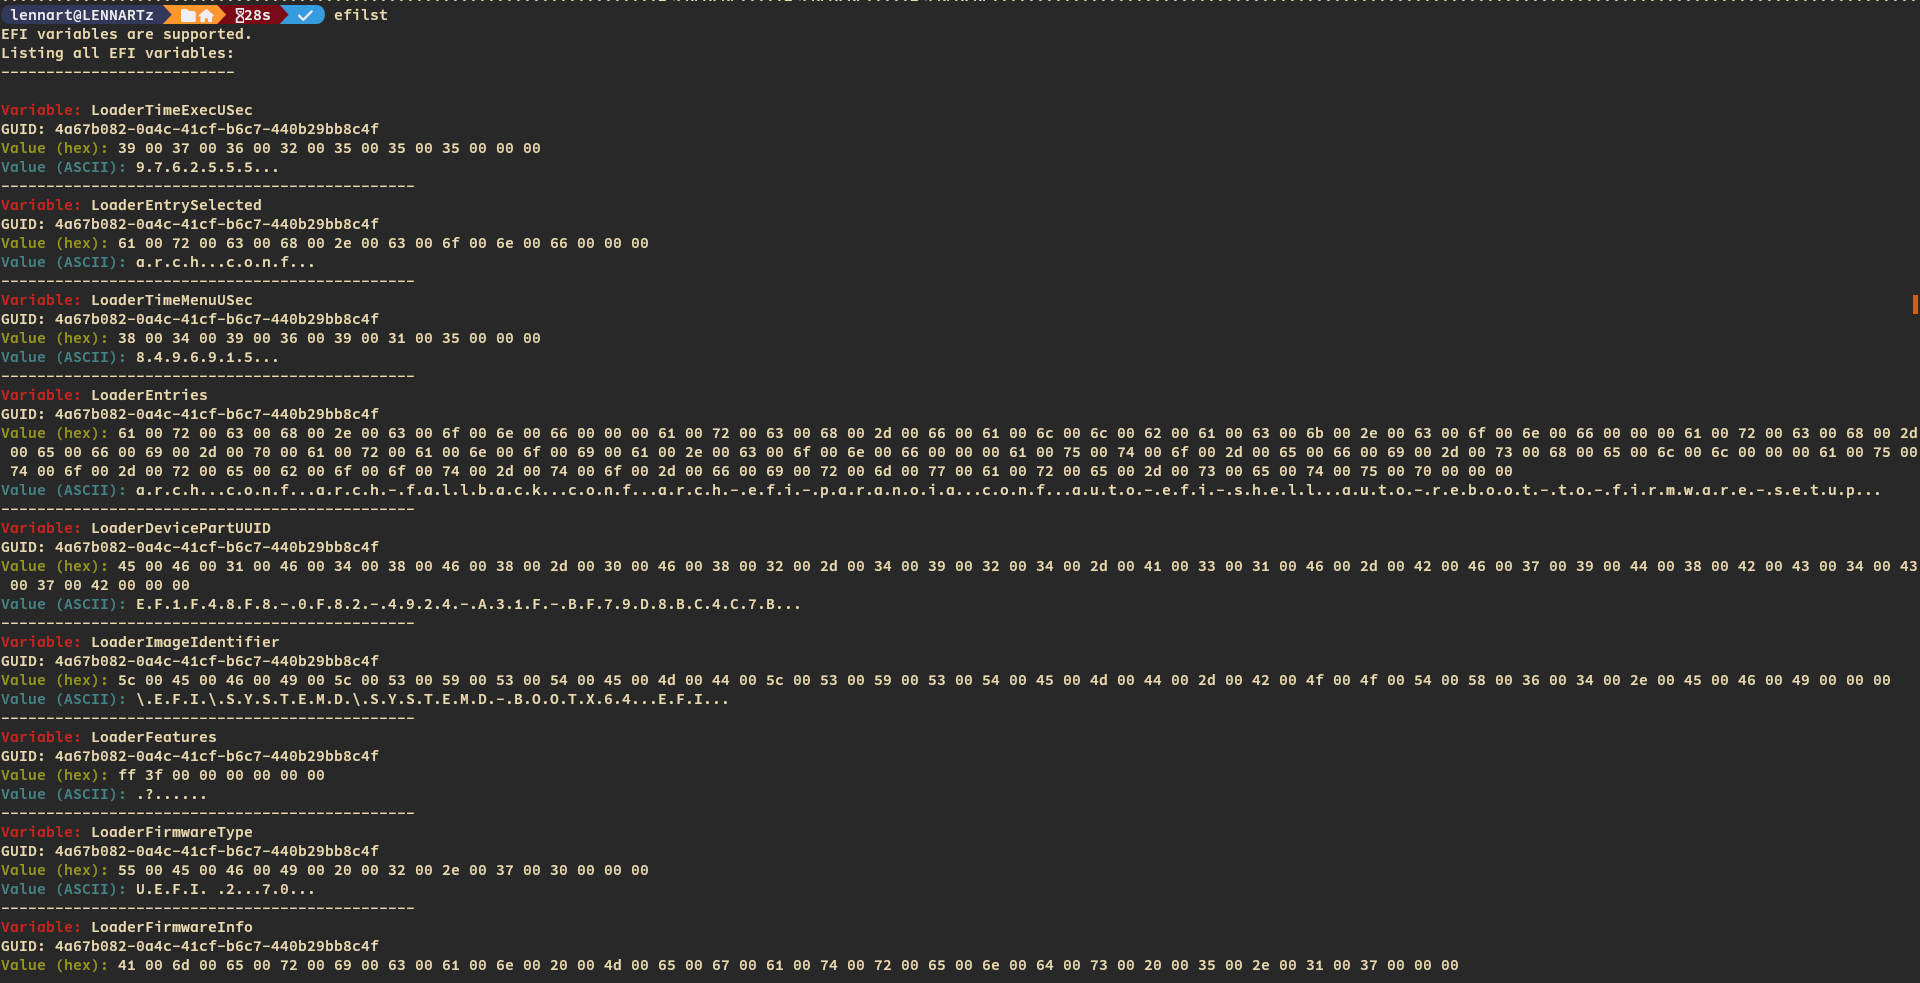 lennart@LENNARTz 28s efilst
EFI variables are supported.
Listing all EFI variables:
--------------------------
Variable: LoaderTimeExecUSec
GUID: 4a67b082-0a4c-41cf-b6c7-440b29bb8c4f
Value (hex): 39 00 37 00 36 00 32 00 35 00 35 00 35 00 00 00
Value (ASCII): 9.7.6.2.5.5.5...
----------------------------------------------
Variable: LoaderEntrySelected
GUID: 4a67b082-0a4c-41cf-b6c7-440b29bb8c4f
Value (hex): 61 00 72 00 63 00 68 00 2e 00 63 00 6f 00 6e 00 66 00 00 00
Value (ASCII): a.r.c.h...c.o.n.f...
----------------------------------------------
Variable: LoaderTimeMenuUSec
GUID: 4a67b082-0a4c-41cf-b6c7-440b29bb8c4f
Value (hex): 38 00 34 00 39 00 36 00 39 00 31 00 35 00 00 00
Value (ASCII): 8.4.9.6.9.1.5...
----------------------------------------------
Variable: LoaderEntries
GUID: 4a67b082-0a4c-41cf-b6c7-440b29bb8c4f
Value (hex): 61 00 72 00 63 00 68 00 2e 00 63 00 6f 00 6e 00 66 00 00 00 61 00 72 00 63 00 68 00 2d 00 66 00 61 00 6c 00 6c 00 62 00 61 00 63 00 6b 00 2e 00 63 00 6f 00 6e 00 66 00 00 00 61 00 72 00 63 00 68 00 2d
00 65 00 66 00 69 00 2d 00 70 00 61 00 72 00 61 00 6e 00 6f 00 69 00 61 00 2e 00 63 00 6f 00 6e 00 66 00 00 00 61 00 75 00 74 00 6f 00 2d 00 65 00 66 00 69 00 2d 00 73 00 68 00 65 00 6c 00 6c 00 00 00 61 00 75 00
74 00 6f 00 2d 00 72 00 65 00 62 00 6f 00 6f 00 74 00 2d 00 74 00 6f 00 2d 00 66 00 69 00 72 00 6d 00 77 00 61 00 72 00 65 00 2d 00 73 00 65 00 74 00 75 00 70 00 00 00
Value (ASCII): a.r.c.h...c.o.n.f...a.r.c.h.-.f.a.l.l.b.a.c.k...c.o.n.f...a.r.c.h.-.e.f.i.-.p.a.r.a.n.o.i.a...c.o.n.f...a.u.t.o.-.e.f.i.-.s.h.e.l.l...a.u.t.o.-.r.e.b.o.o.t.-.t.o.-.f.i.r.m.w.a.r.e.-.s.e.t.u.p...
----------------------------------------------
Variable: LoaderDevicePartUUID
GUID: 4a67b082-0a4c-41cf-b6c7-440b29bb8c4f
Value (hex): 45 00 46 00 31 00 46 00 34 00 38 00 46 00 38 00 2d 00 30 00 46 00 38 00 32 00 2d 00 34 00 39 00 32 00 34 00 2d 00 41 00 33 00 31 00 46 00 2d 00 42 00 46 00 37 00 39 00 44 00 38 00 42 00 43 00 34 00 43
00 37 00 42 00 00 00
Value (ASCII): E.F.1.F.4.8.F.8.-.0.F.8.2.-.4.9.2.4.-.A.3.1.F.-.B.F.7.9.D.8.B.C.4.C.7.B...
----------------------------------------------
Variable: LoaderImageIdentifier
GUID: 4a67b082-0a4c-41cf-b6c7-440b29bb8c4f
Value (hex): 5c 00 45 00 46 00 49 00 5c 00 53 00 59 00 53 00 54 00 45 00 4d 00 44 00 5c 00 53 00 59 00 53 00 54 00 45 00 4d 00 44 00 2d 00 42 00 4f 00 4f 00 54 00 58 00 36 00 34 00 2e 00 45 00 46 00 49 00 00 00
Value (ASCII): \.E.F.I.\.S.Y.S.T.E.M.D.\.S.Y.S.T.E.M.D.-.B.O.O.T.X.6.4...E.F.I...
----------------------------------------------
Variable: LoaderFeatures
GUID: 4a67b082-0a4c-41cf-b6c7-440b29bb8c4f
Value (hex): ff 3f 00 00 00 00 00 00
Value (ASCII): .?......
----------------------------------------------
Variable: LoaderFirmwareType
GUID: 4a67b082-0a4c-41cf-b6c7-440b29bb8c4f
Value (hex): 55 00 45 00 46 00 49 00 20 00 32 00 2e 00 37 00 30 00 00 00
Value (ASCII): U.E.F.I. .2...7.0...
----------------------------------------------
Variable: LoaderFirmwareInfo
GUID: 4a67b082-0a4c-41cf-b6c7-440b29bb8c4f
Value (hex): 41 00 6d 00 65 00 72 00 69 00 63 00 61 00 6e 00 20 00 4d 00 65 00 67 00 61 00 74 00 72 00 65 00 6e 00 64 00 73 00 20 00 35 00 2e 00 31 00 37 00 00 00